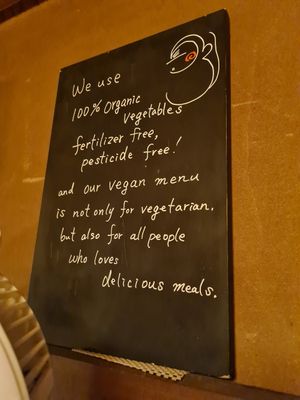 We use
100% Organic
vegetables
fertilizer free,
pesticide free!
and our vegan menu
is not only for vegetarian.
but also for all people
who loves
delicious meals.